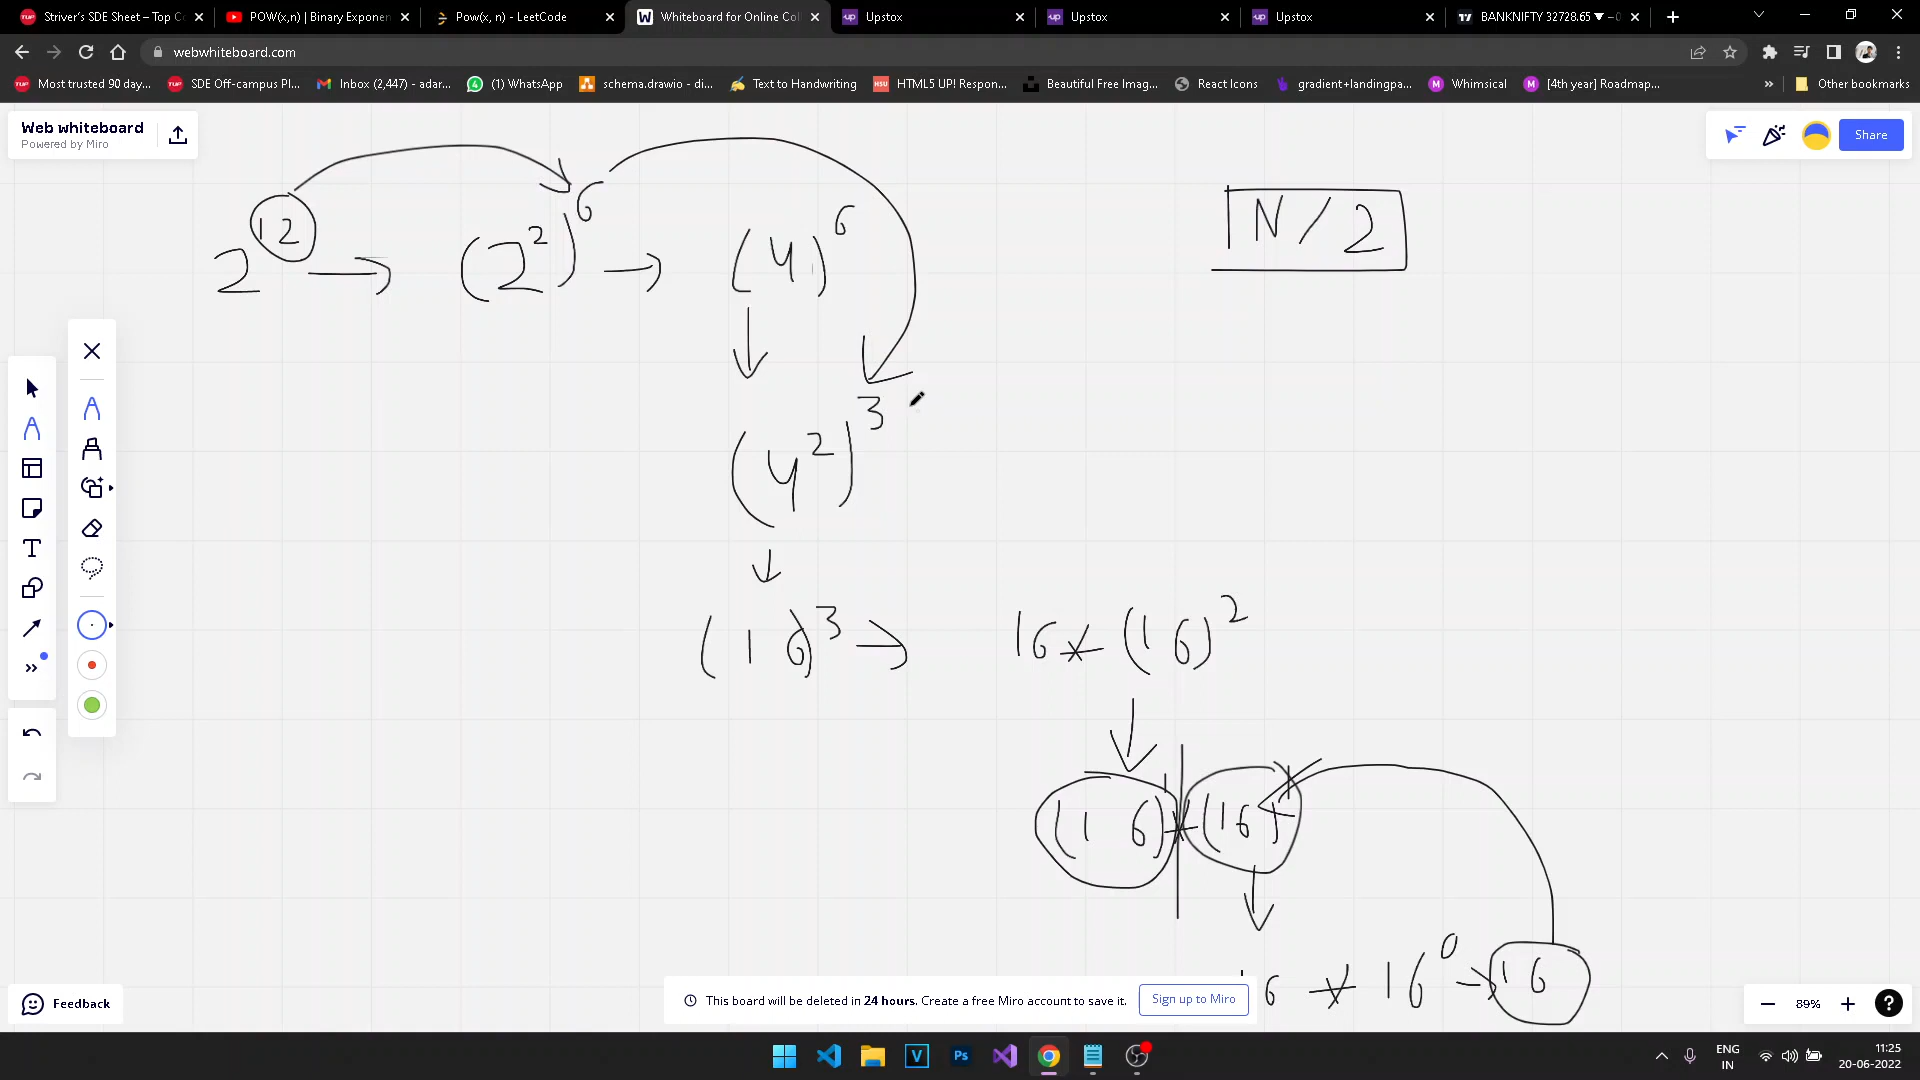 Striver's SDE Sheet – Top C
POW(x,n) | Binary Exponen
Pow(x, n) - LeetCode
Whiteboard for Online Coll
Upstox
Upstox
Upstox
BANKNIFTY 32728.65 ▼ −0
webwhiteboard.com
Most trusted 90 day...
SDE Off-campus Pl...
Inbox (2,447) - adar...
(1) WhatsApp
schema.drawio - di...
Text to Handwriting
HTML5 UP! Respon...
Beautiful Free Imag...
React Icons
gradient+landingpa...
Whimsical
[4th year] Roadmap...
»
Other bookmarks
Web whiteboard
Powered by Miro
Share
2^12 → (2^2)^6 → (4)^6
N/2
(4^2)^3
(16)^3 → 16 * (16)^2
(16)^1 * (16)^1
16 * 16^0 → 16
This board will be deleted in 24 hours. Create a free Miro account to save it.
Sign up to Miro
Feedback
89%
ENG
IN
11:25
20-06-2022